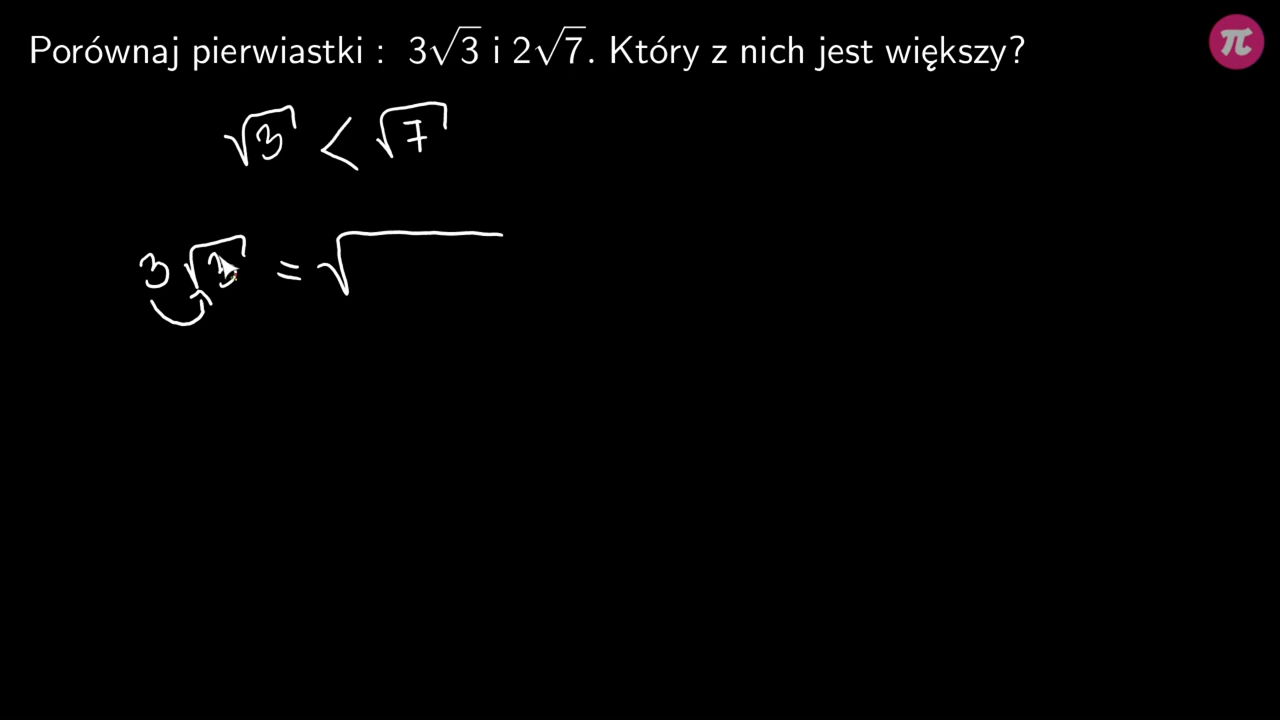 Porównaj pierwiastki : 3√3 i 2√7. Który z nich jest większy?
√3 < √7
3√3 = √